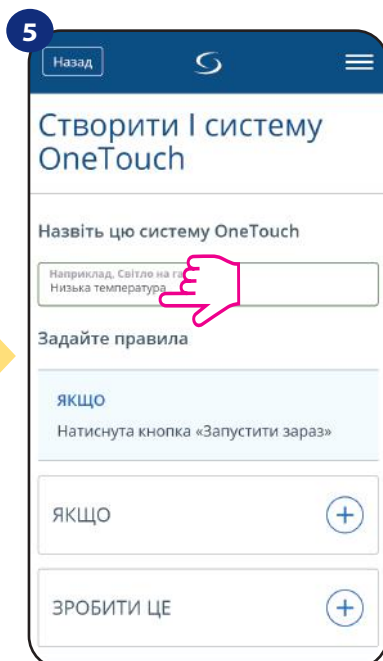 5
Назад
Створити І систему
OneTouch
Назвіть цю систему OneTouch
Наприклад, Світло на
Низька температура
Задайте правила
ЯКЩО
Натиснута кнопка «Запустити зараз»
ЯКЩО
ЗРОБИТИ ЦЕ